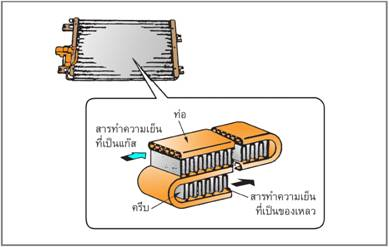 ท่อ
สารทำความเย็น
ที่เป็นแก๊ส
ครีบ
สารทำความเย็น
ที่เป็นของเหลว